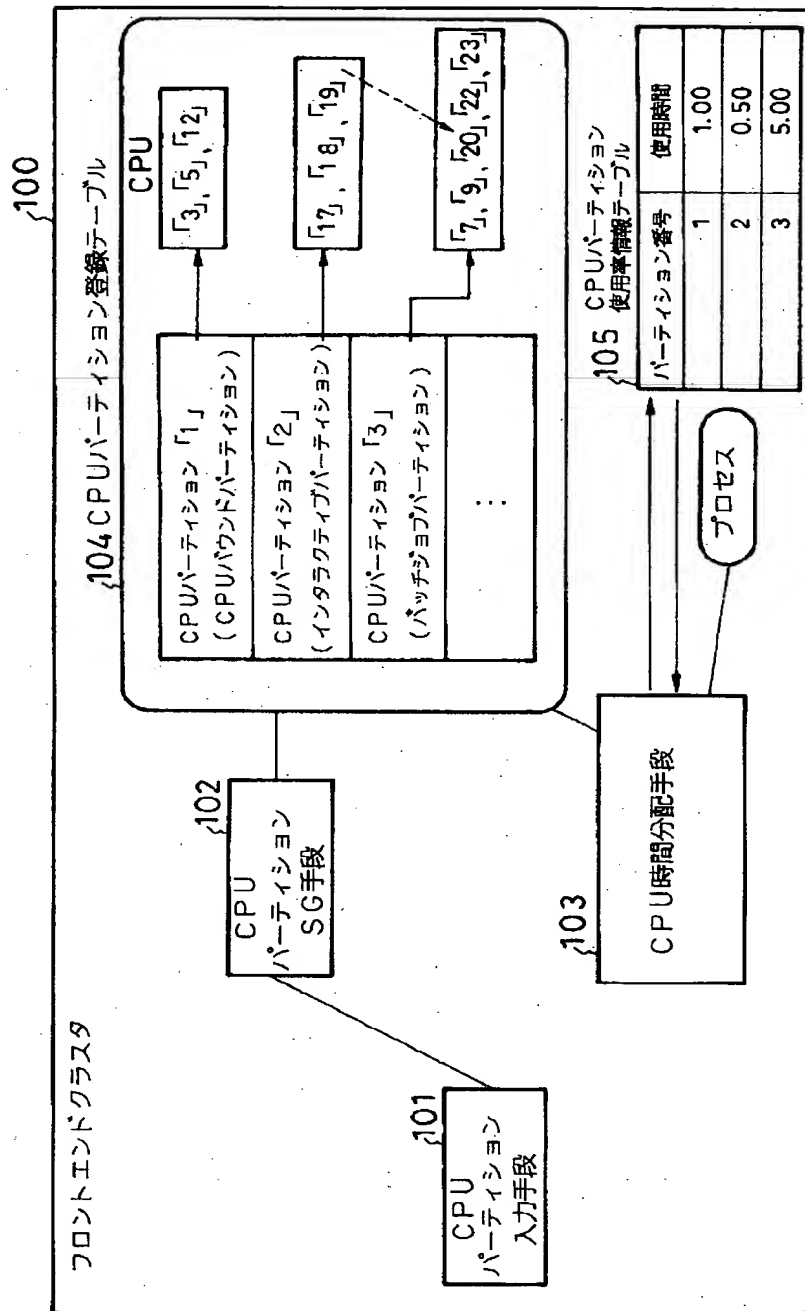 100
フロントエンドクラスタ
101
CPU
パーティション
入力手段
102
CPU
パーティション
SG手段
103
CPU時間分配手段
104 CPUパーティション登録テーブル
CPUパーティション「1」
(CPUバウンドパーティション)
CPUパーティション「2」
(インタラクティブパーティション)
CPUパーティション「3」
(バッチジョブパーティション)
⋮
CPU
「3」、「5」、「12」
「17」、「18」、「19」、
「7」、「9」、「20」、「22」、「23」
105 CPUパーティション
使用率情報テーブル
パーティション番号 使用時間
1 1.00
2 0.50
3 5.00
プロセス